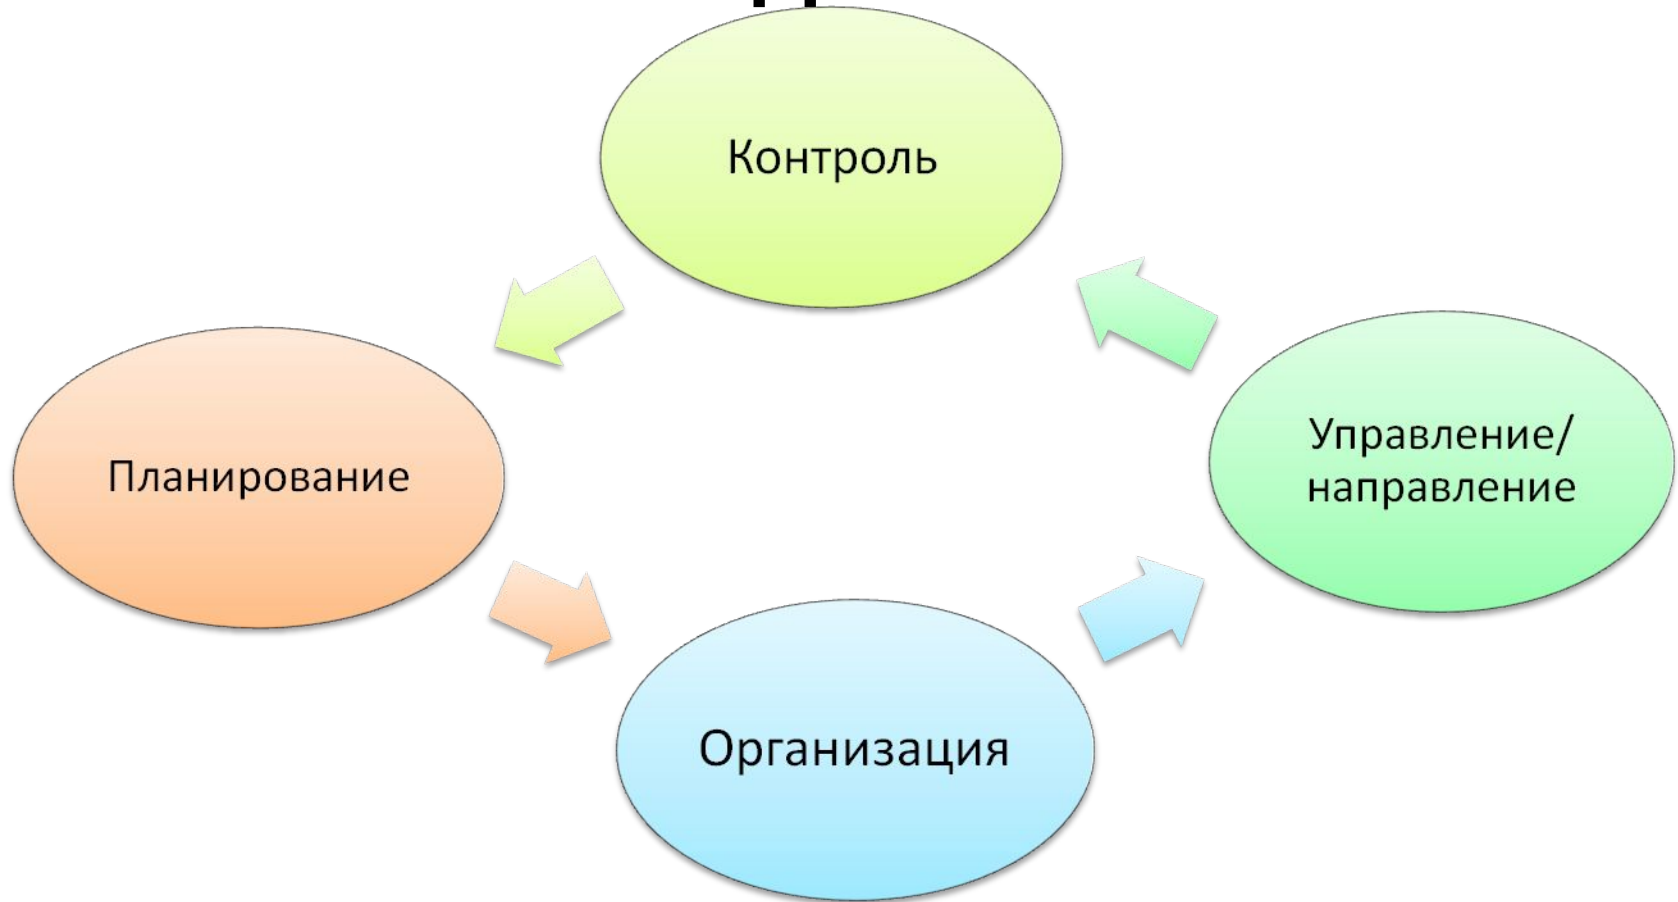 Контроль
Управление/
направление
Планирование
Организация